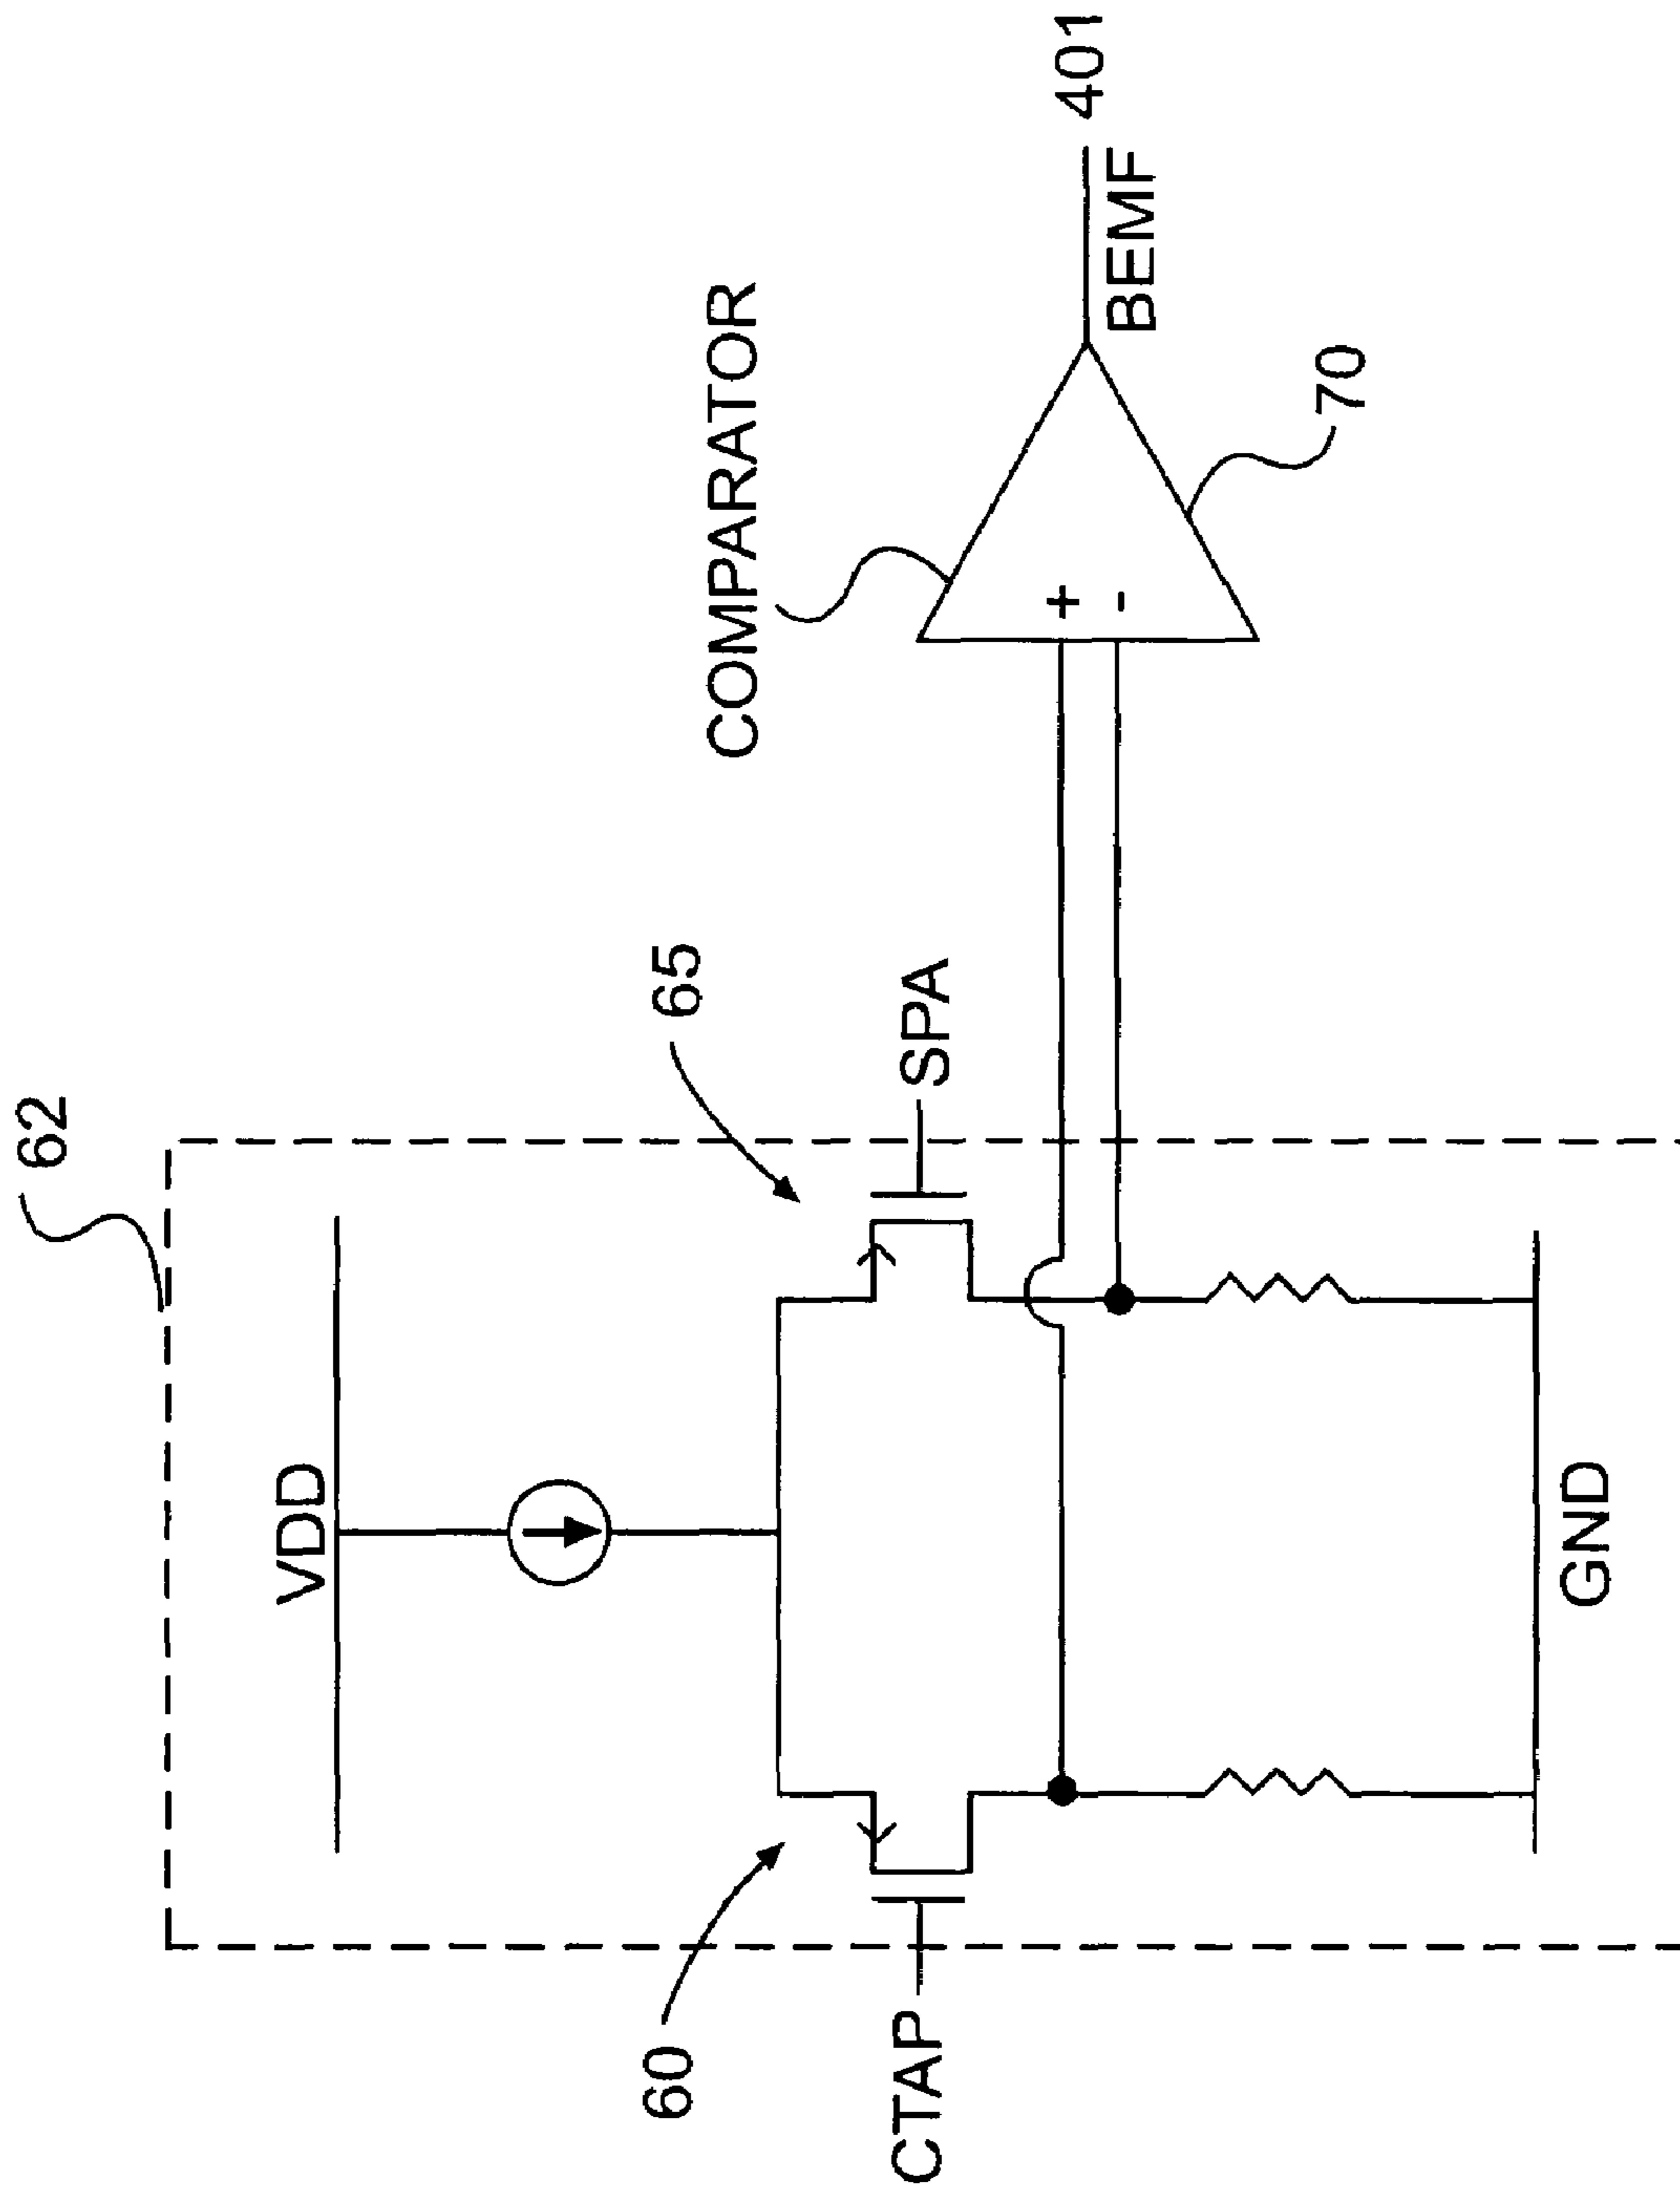 62
VDD
60
65
COMPARATOR
CTAP
SPA
+
-
401
BEMF
70
GND